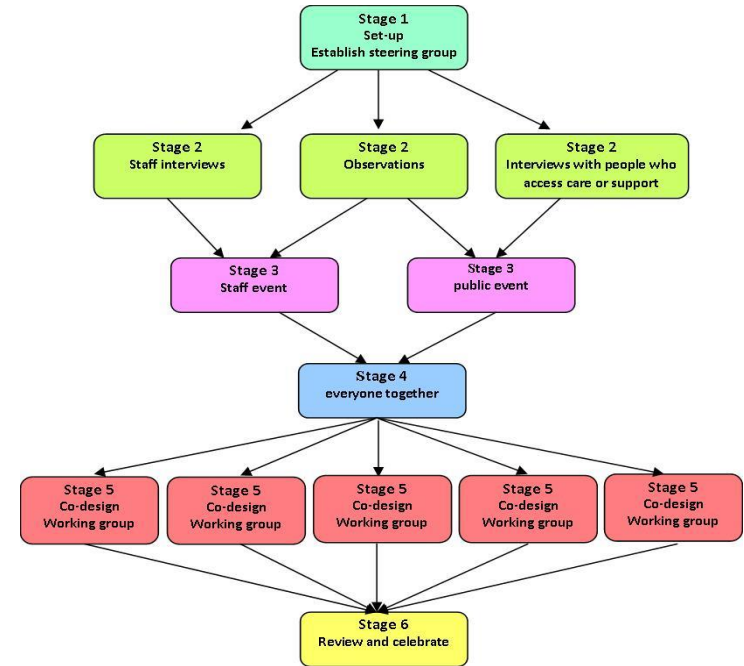 Stage 1
Set-up
Establish steering group
Stage 2
Staff interviews
Stage 2
Observations
Stage 2
Interviews with people who
access care or support
Stage 3
Staff event
Stage 3
public event
Stage 4
everyone together
Stage 5
Co-design
Working group
Stage 5
Co-design
Working group
Stage 5
Co-design
Working group
Stage 5
Co-design
Working group
Stage 5
Co-design
Working group
Stage 6
Review and celebrate